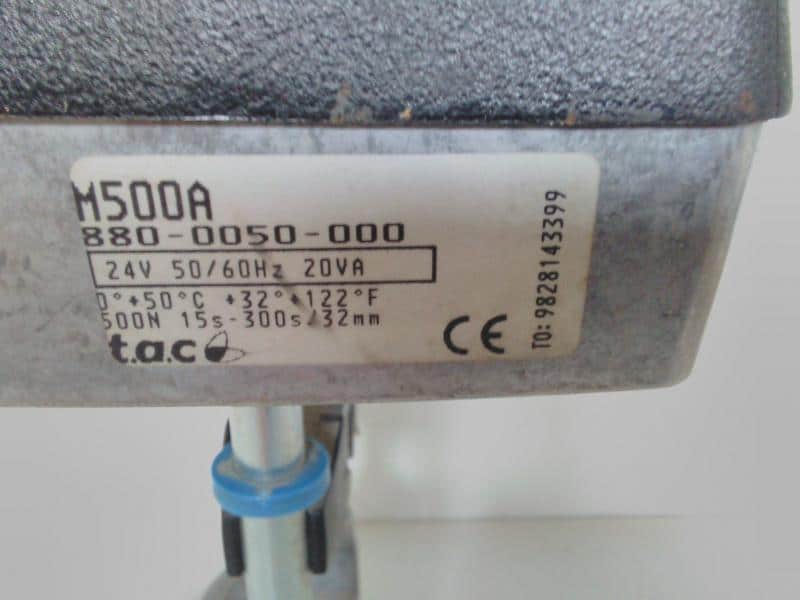 M500A
880-0050-000
24V 50/60Hz 20VA
0°+50°C +32°+122°F
500N 15s-300s/32mm
t.a.c
CE
TO: 9828143399